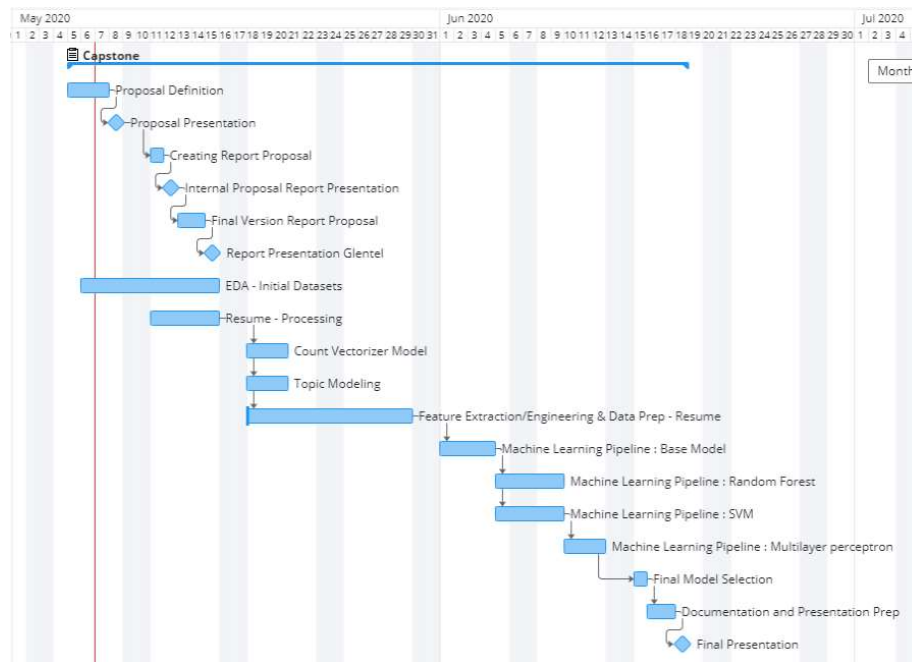 May 2020 Jun 2020 Jul 2020
1 2 3 4 5 6 7 8 9 10 11 12 13 14 15 16 17 18 19 20 21 22 23 24 25 26 27 28 29 30 31 1 2 3 4 5 6 7 8 9 10 11 12 13 14 15 16 17 18 19 20 21 22 23 24 25 26 27 28 29 30 1 2 3 4
Capstone
Month
Proposal Definition
Proposal Presentation
Creating Report Proposal
Internal Proposal Report Presentation
Final Version Report Proposal
Report Presentation Glentel
EDA - Initial Datasets
Resume - Processing
Count Vectorizer Model
Topic Modeling
Feature Extraction/Engineering & Data Prep - Resume
Machine Learning Pipeline : Base Model
Machine Learning Pipeline : Random Forest
Machine Learning Pipeline : SVM
Machine Learning Pipeline : Multilayer perceptron
Final Model Selection
Documentation and Presentation Prep
Final Presentation